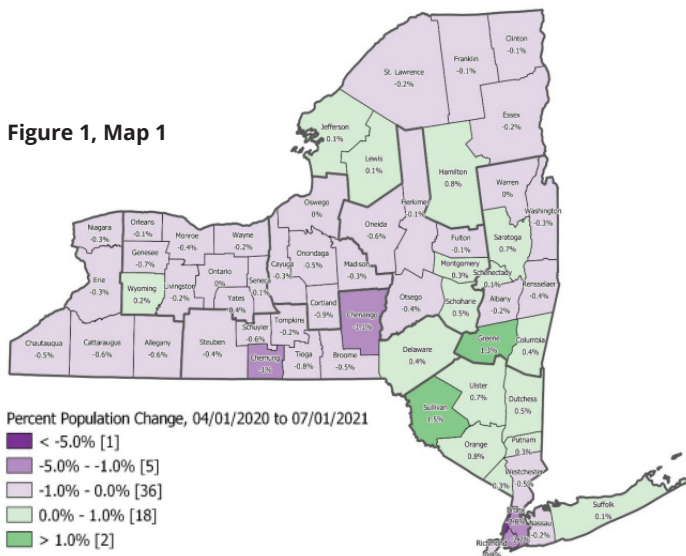 Clinton
-0.1%
Franklin
-0.1%
St. Lawrence
-0.2%
Essex
-0.2%
Figure 1, Map 1
Jefferson
0.1%
Lewis
0.1%
Hamilton
0.8%
Warren
0%
Washington
-0.3%
Herkimer
-0.1%
Oswego
0%
Oneida
-0.6%
Fulton
-0.1%
Saratoga
0.7%
Niagara
-0.3%
Orleans
-0.1%
Monroe
-0.4%
Wayne
-0.2%
Genesee
-0.7%
Onondaga
-0.5%
Cayuga
-0.3%
Madison
-0.3%
Montgomery
0.3%
Schenectady
0.1%
Rensselaer
-0.4%
Erie
-0.3%
Wyoming
0.2%
Livingston
-0.2%
Ontario
0%
Seneca
Yates
Cortland
-0.9%
Chenango
-1.1%
Otsego
-0.4%
Schoharie
0.5%
Albany
-0.2%
Chautauqua
-0.5%
Cattaraugus
-0.6%
Allegany
-0.6%
Steuben
-0.4%
Schuyler
-0.6%
Tompkins
-0.2%
Chemung
-1%
Tioga
-0.8%
Broome
-0.5%
Delaware
0.4%
Greene
Columbia
0.4%
Sullivan
1.5%
Ulster
0.7%
Dutchess
0.5%
Orange
0.8%
Putnam
0.3%
Westchester
-0.5%
0.3%
Nassau
-0.2%
Suffolk
0.1%
Richmond
Percent Population Change, 04/01/2020 to 07/01/2021
< -5.0% [1]
-5.0% - -1.0% [5]
-1.0% - 0.0% [36]
0.0% - 1.0% [18]
> 1.0% [2]